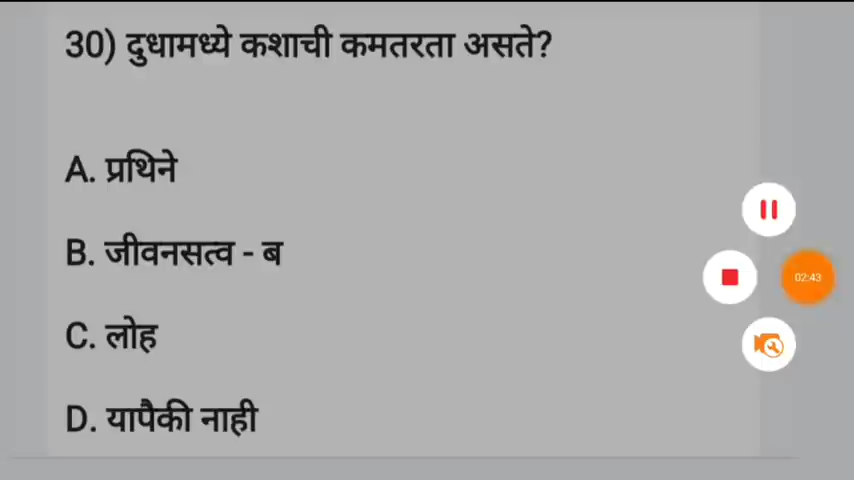 30) दुधामध्ये कशाची कमतरता असते?
A. प्रथिने
B. जीवनसत्व - ब
C. लोह
D. यापैकी नाही
02:43